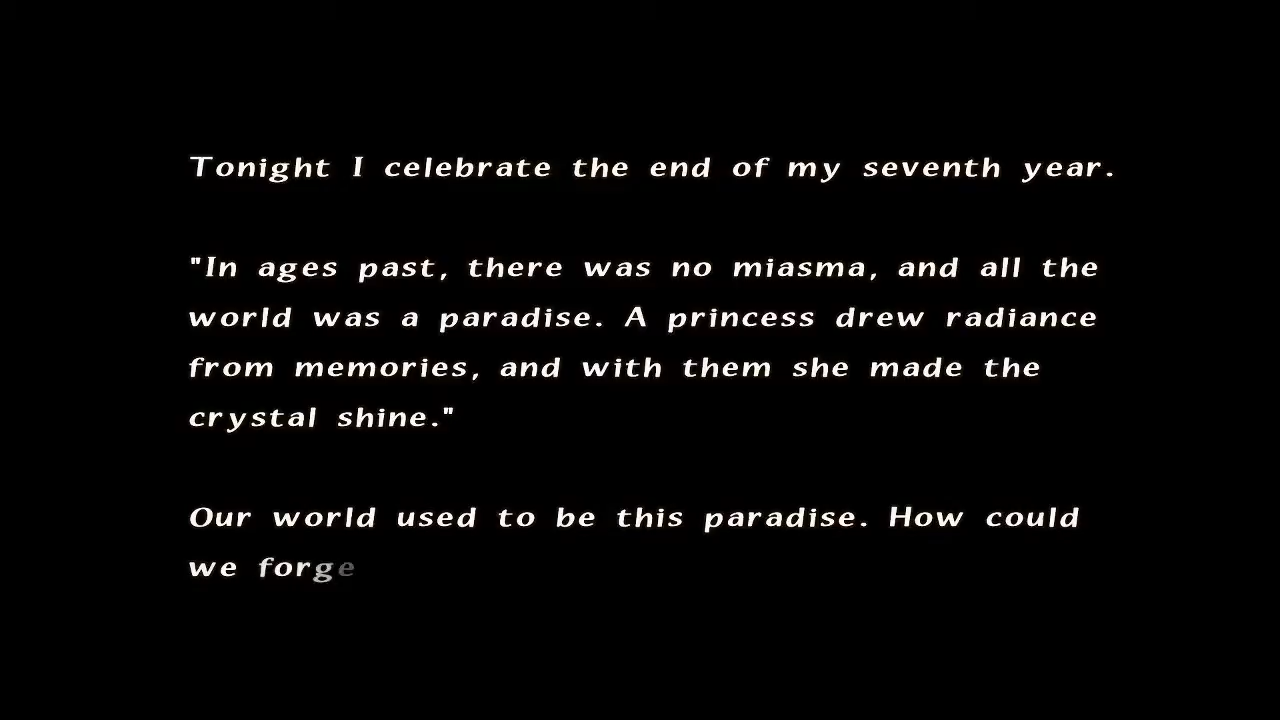 Tonight I celebrate the end of my seventh year.
"In ages past, there was no miasma, and all the
world was a paradise. A princess drew radiance
from memories, and with them she made the
crystal shine."
Our world used to be this paradise. How could
we forge